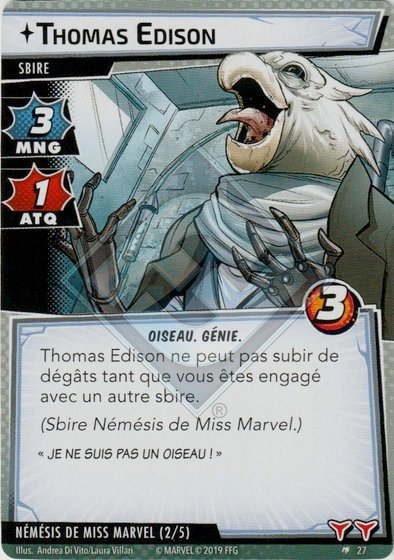 THOMAS EDISON
SBIRE
3
MNG
1
ATQ
3
OISEAU. GÉNIE.
Thomas Edison ne peut pas subir de
dégâts tant que vous êtes engagé
avec un autre sbire.
(Sbire Némésis de Miss Marvel.)
« JE NE SUIS PAS UN OISEAU ! »
®
NÉMÉSIS DE MISS MARVEL (2/5)
Illus. Andrea Di Vito/Laura Villari © MARVEL © 2019 FFG 27